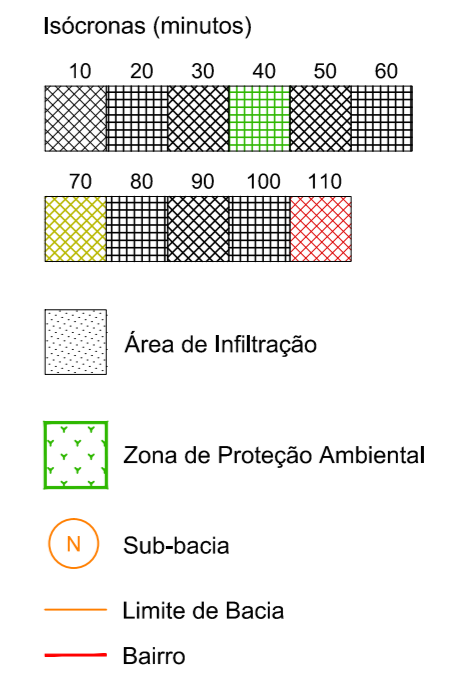 Isócronas (minutos)
10 20 30 40 50 60
70 80 90 100 110
Área de Infiltração
Zona de Proteção Ambiental
N Sub-bacia
Limite de Bacia
Bairro